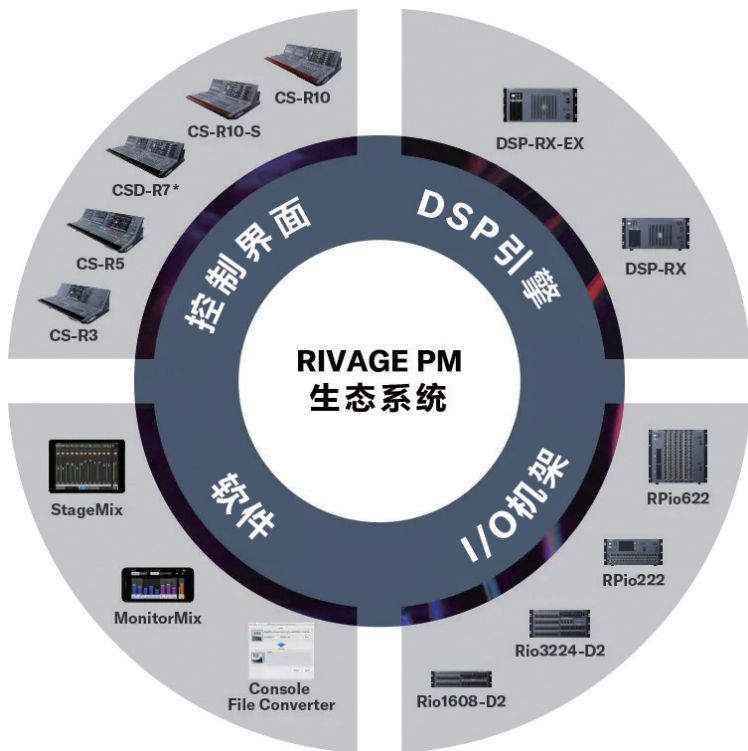 CS-R10
CS-R10-S
CSD-R7*
CS-R5
CS-R3
控制界面
DSP-RX-EX
DSP-RX
DSP引擎
RIVAGE PM
生态系统
StageMix
MonitorMix
Console
File Converter
软件
RPio622
RPio222
Rio3224-D2
Rio1608-D2
I/O机架